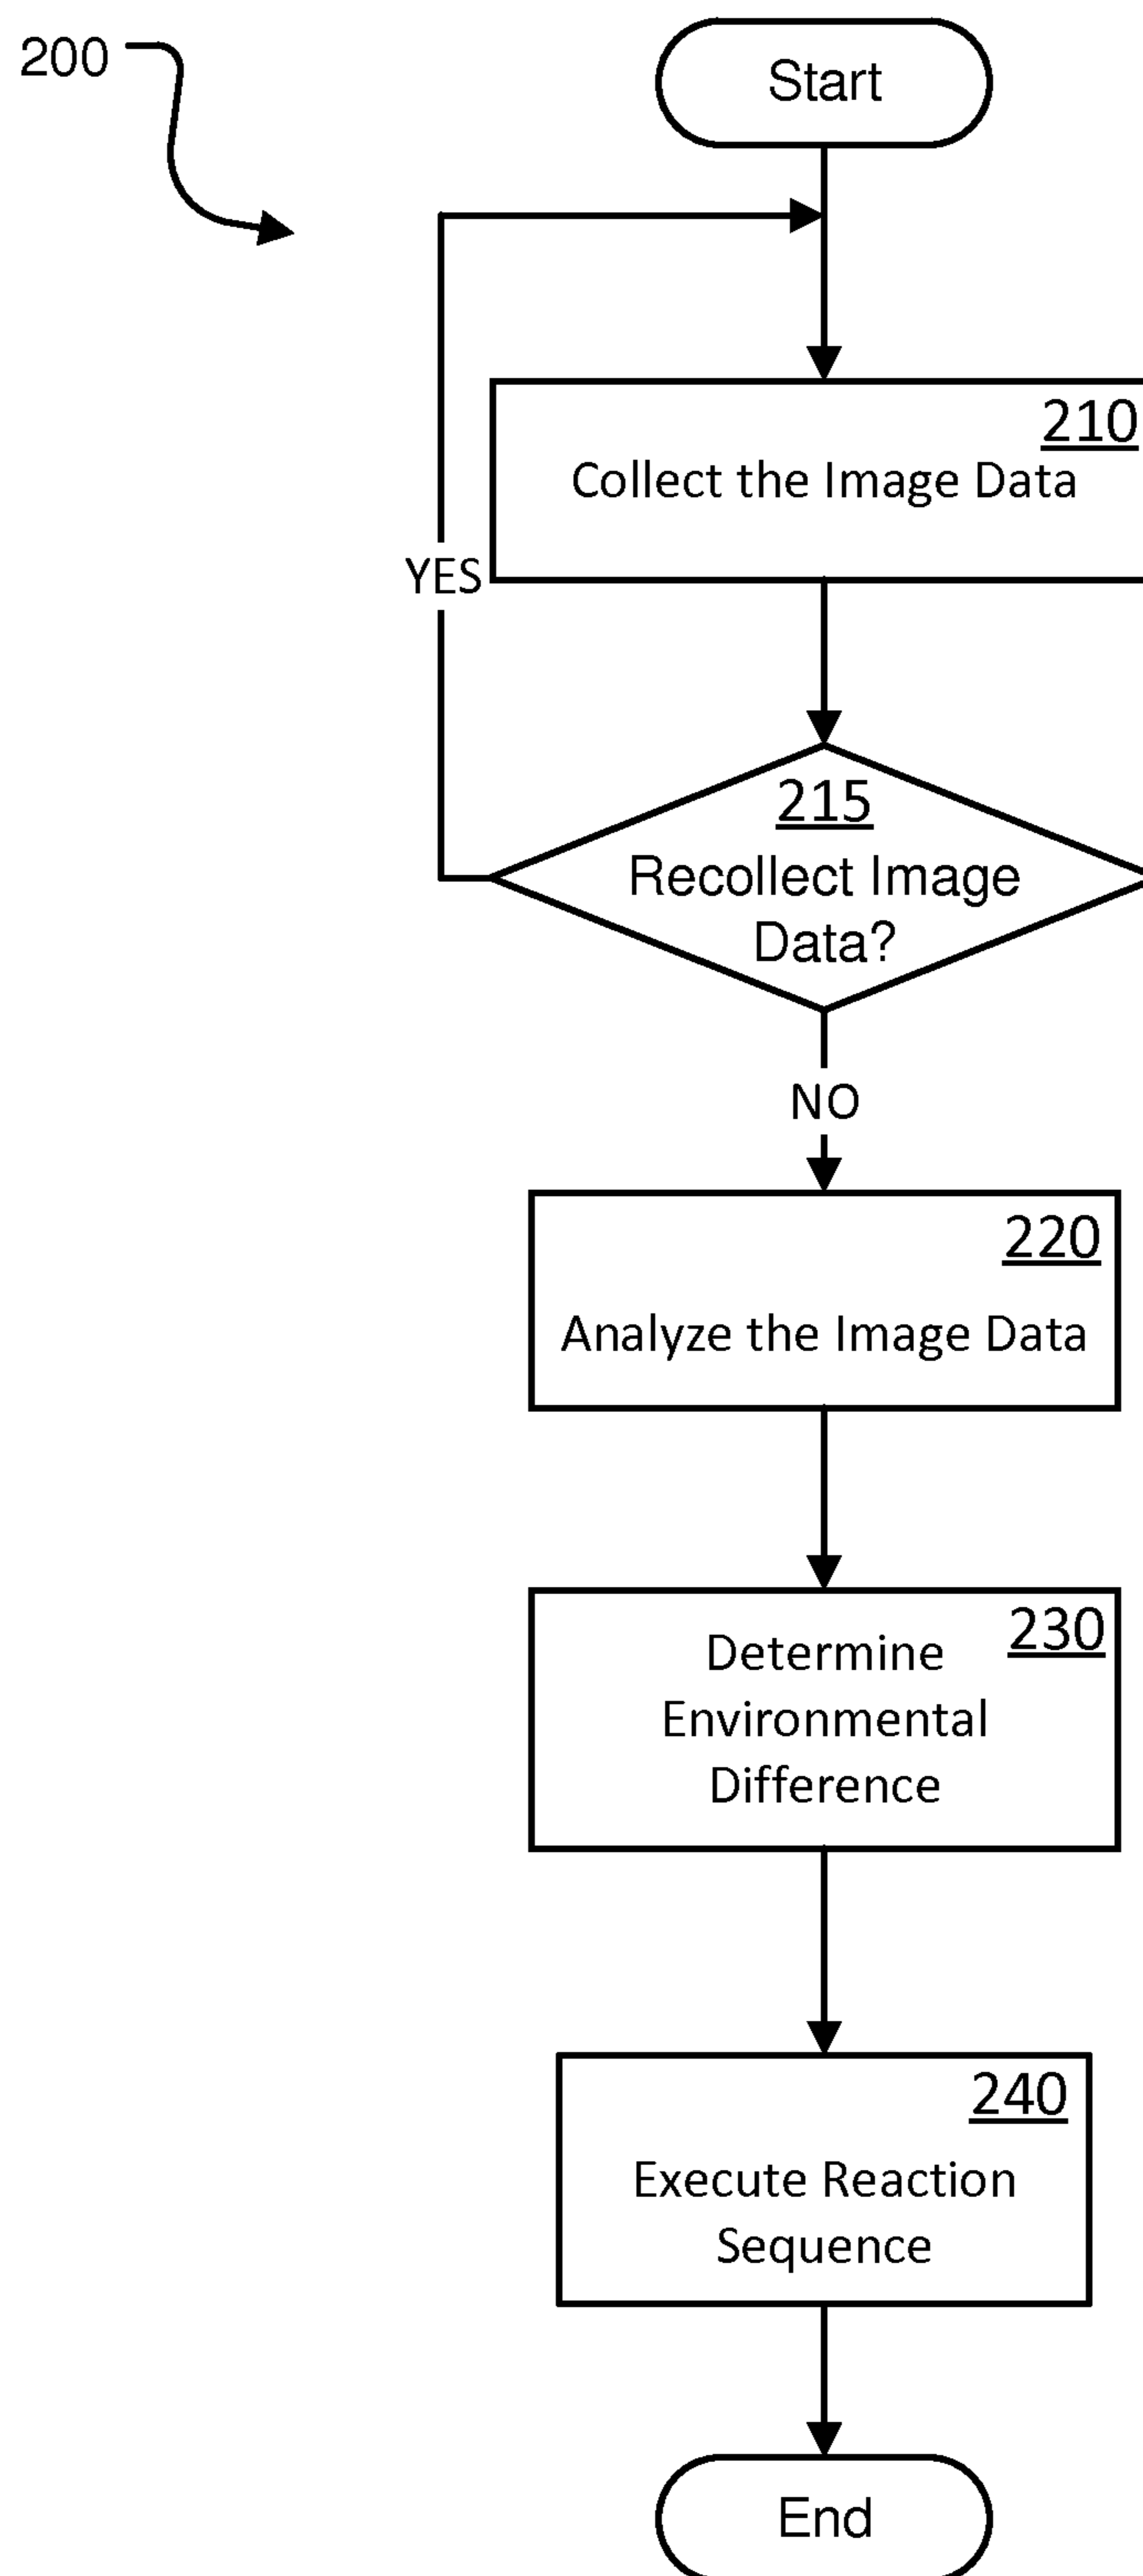 200
Start
210
Collect the Image Data
YES
215
Recollect Image
Data?
NO
220
Analyze the Image Data
230
Determine
Environmental
Difference
240
Execute Reaction
Sequence
End